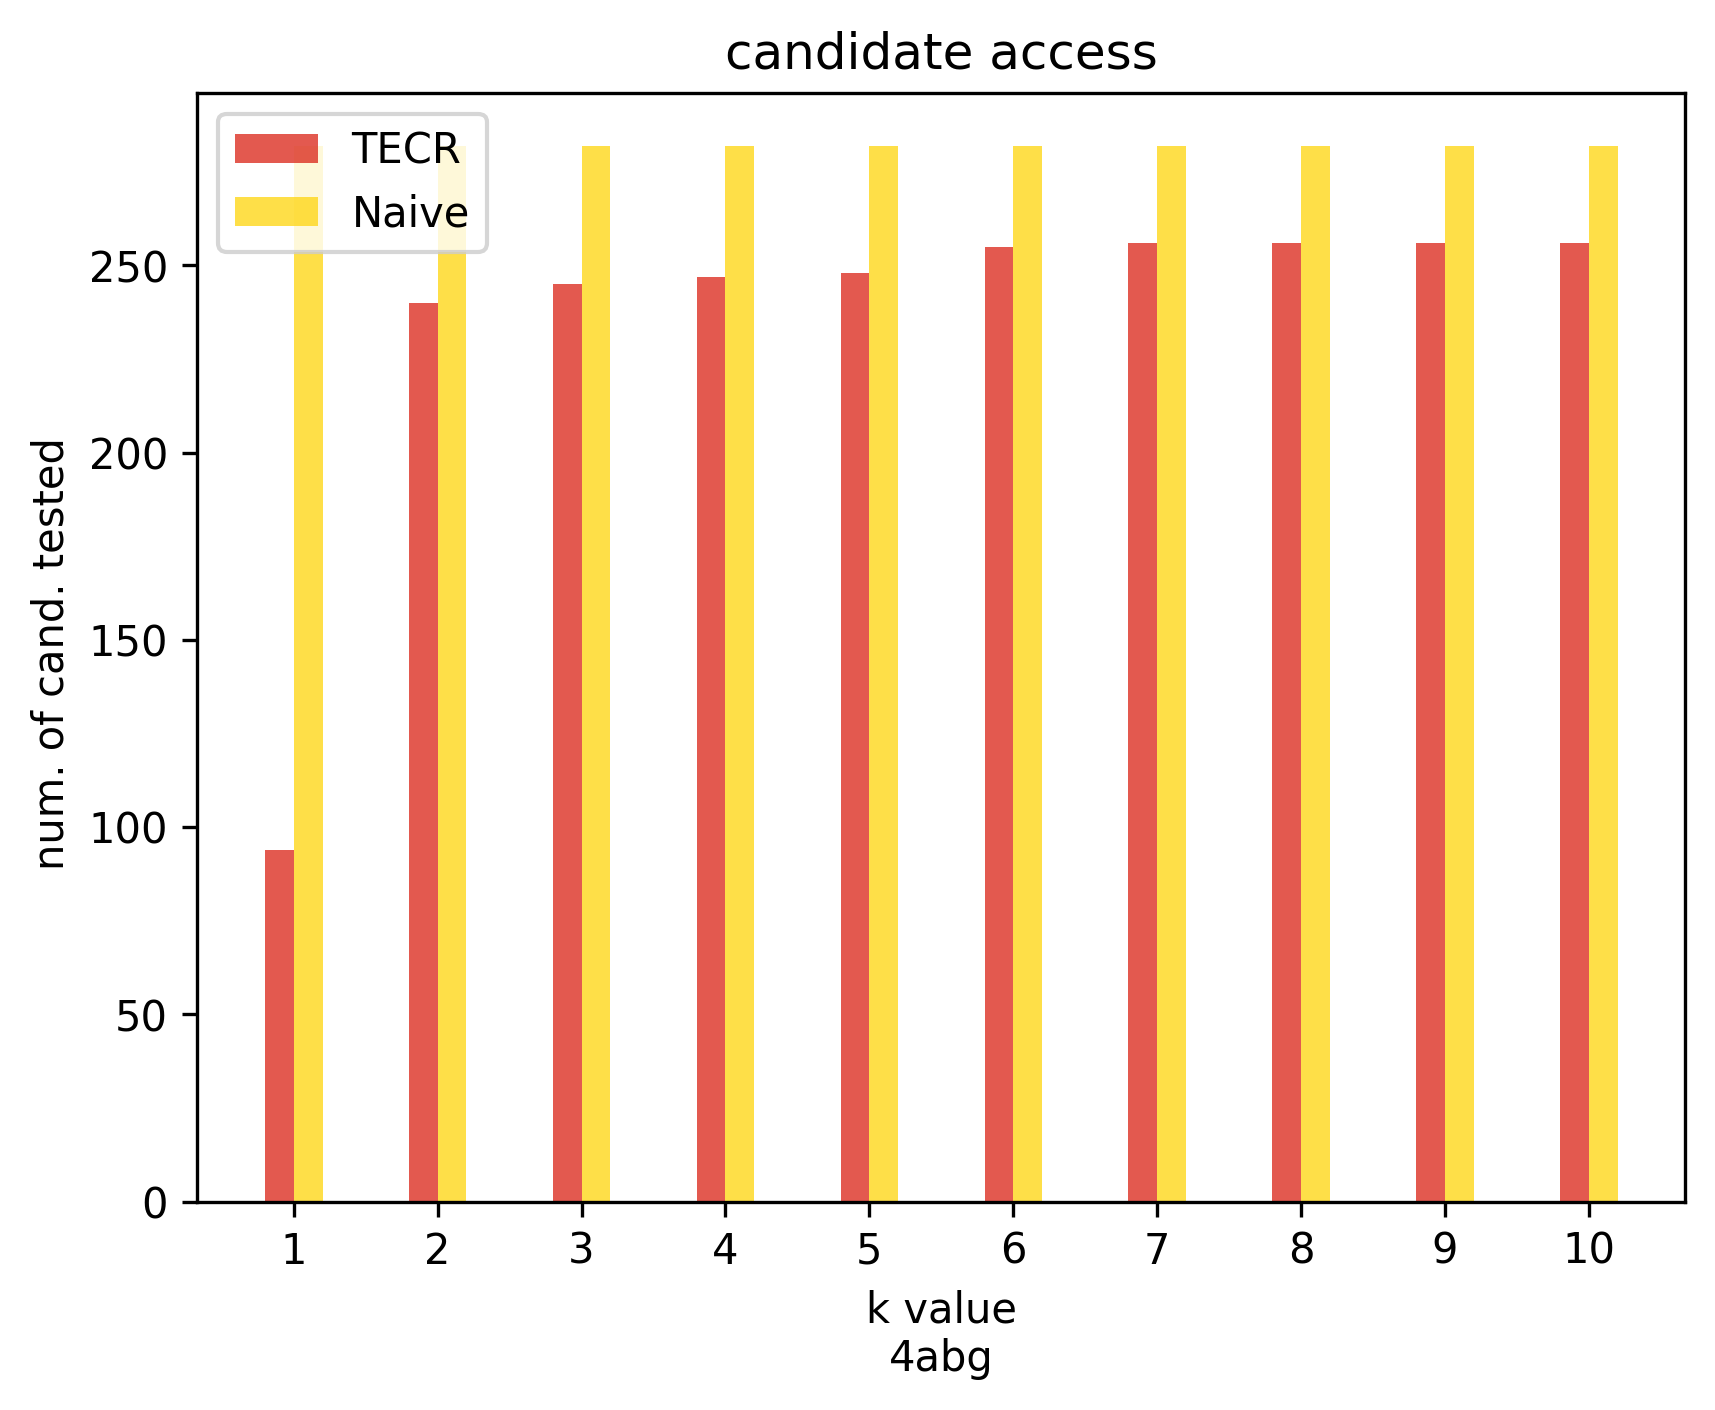 candidate access
TECR
Naive
num. of cand. tested
250
200
150
100
50
0
1 2 3 4 5 6 7 8 9 10
k value
4abg